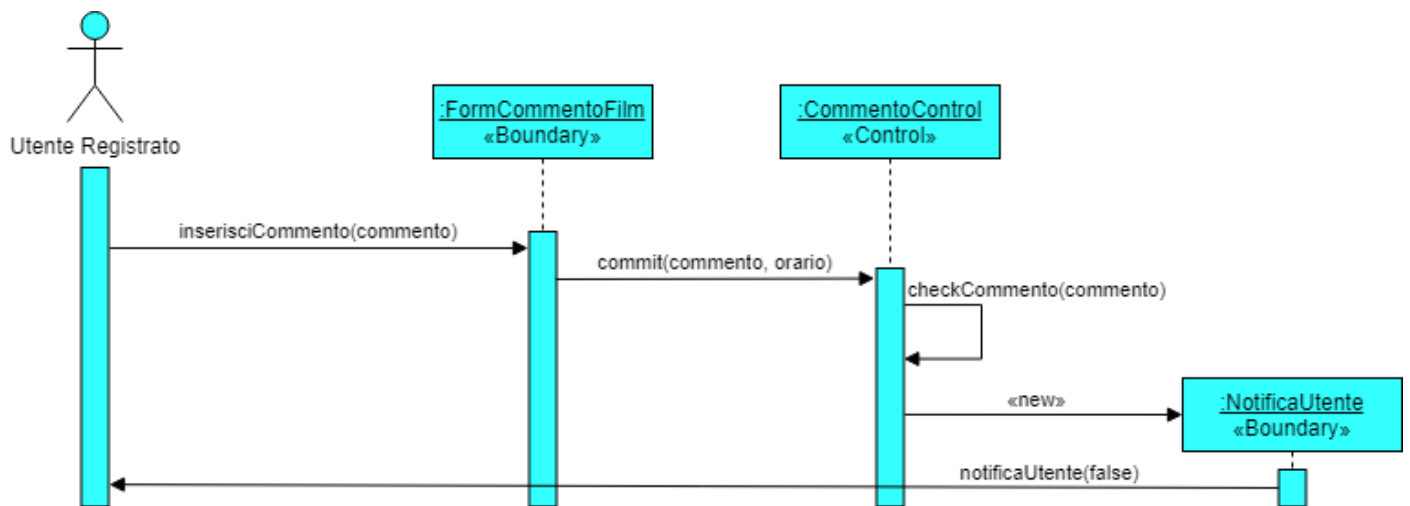 Utente Registrato
:FormCommentoFilm
«Boundary»
:CommentoControl
«Control»
inserisciCommento(commento)
commit(commento, orario)
checkCommento(commento)
«new»
:NotificaUtente
«Boundary»
notificaUtente(false)